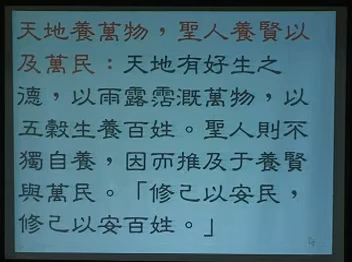 天地養萬物，聖人養賢以
及萬民：天地有好生之
德，以雨露霑溉萬物，以
五穀生養百姓。聖人則不
獨自養，因而推及于養賢
與萬民。「修己以安民，
修己以安百姓。」